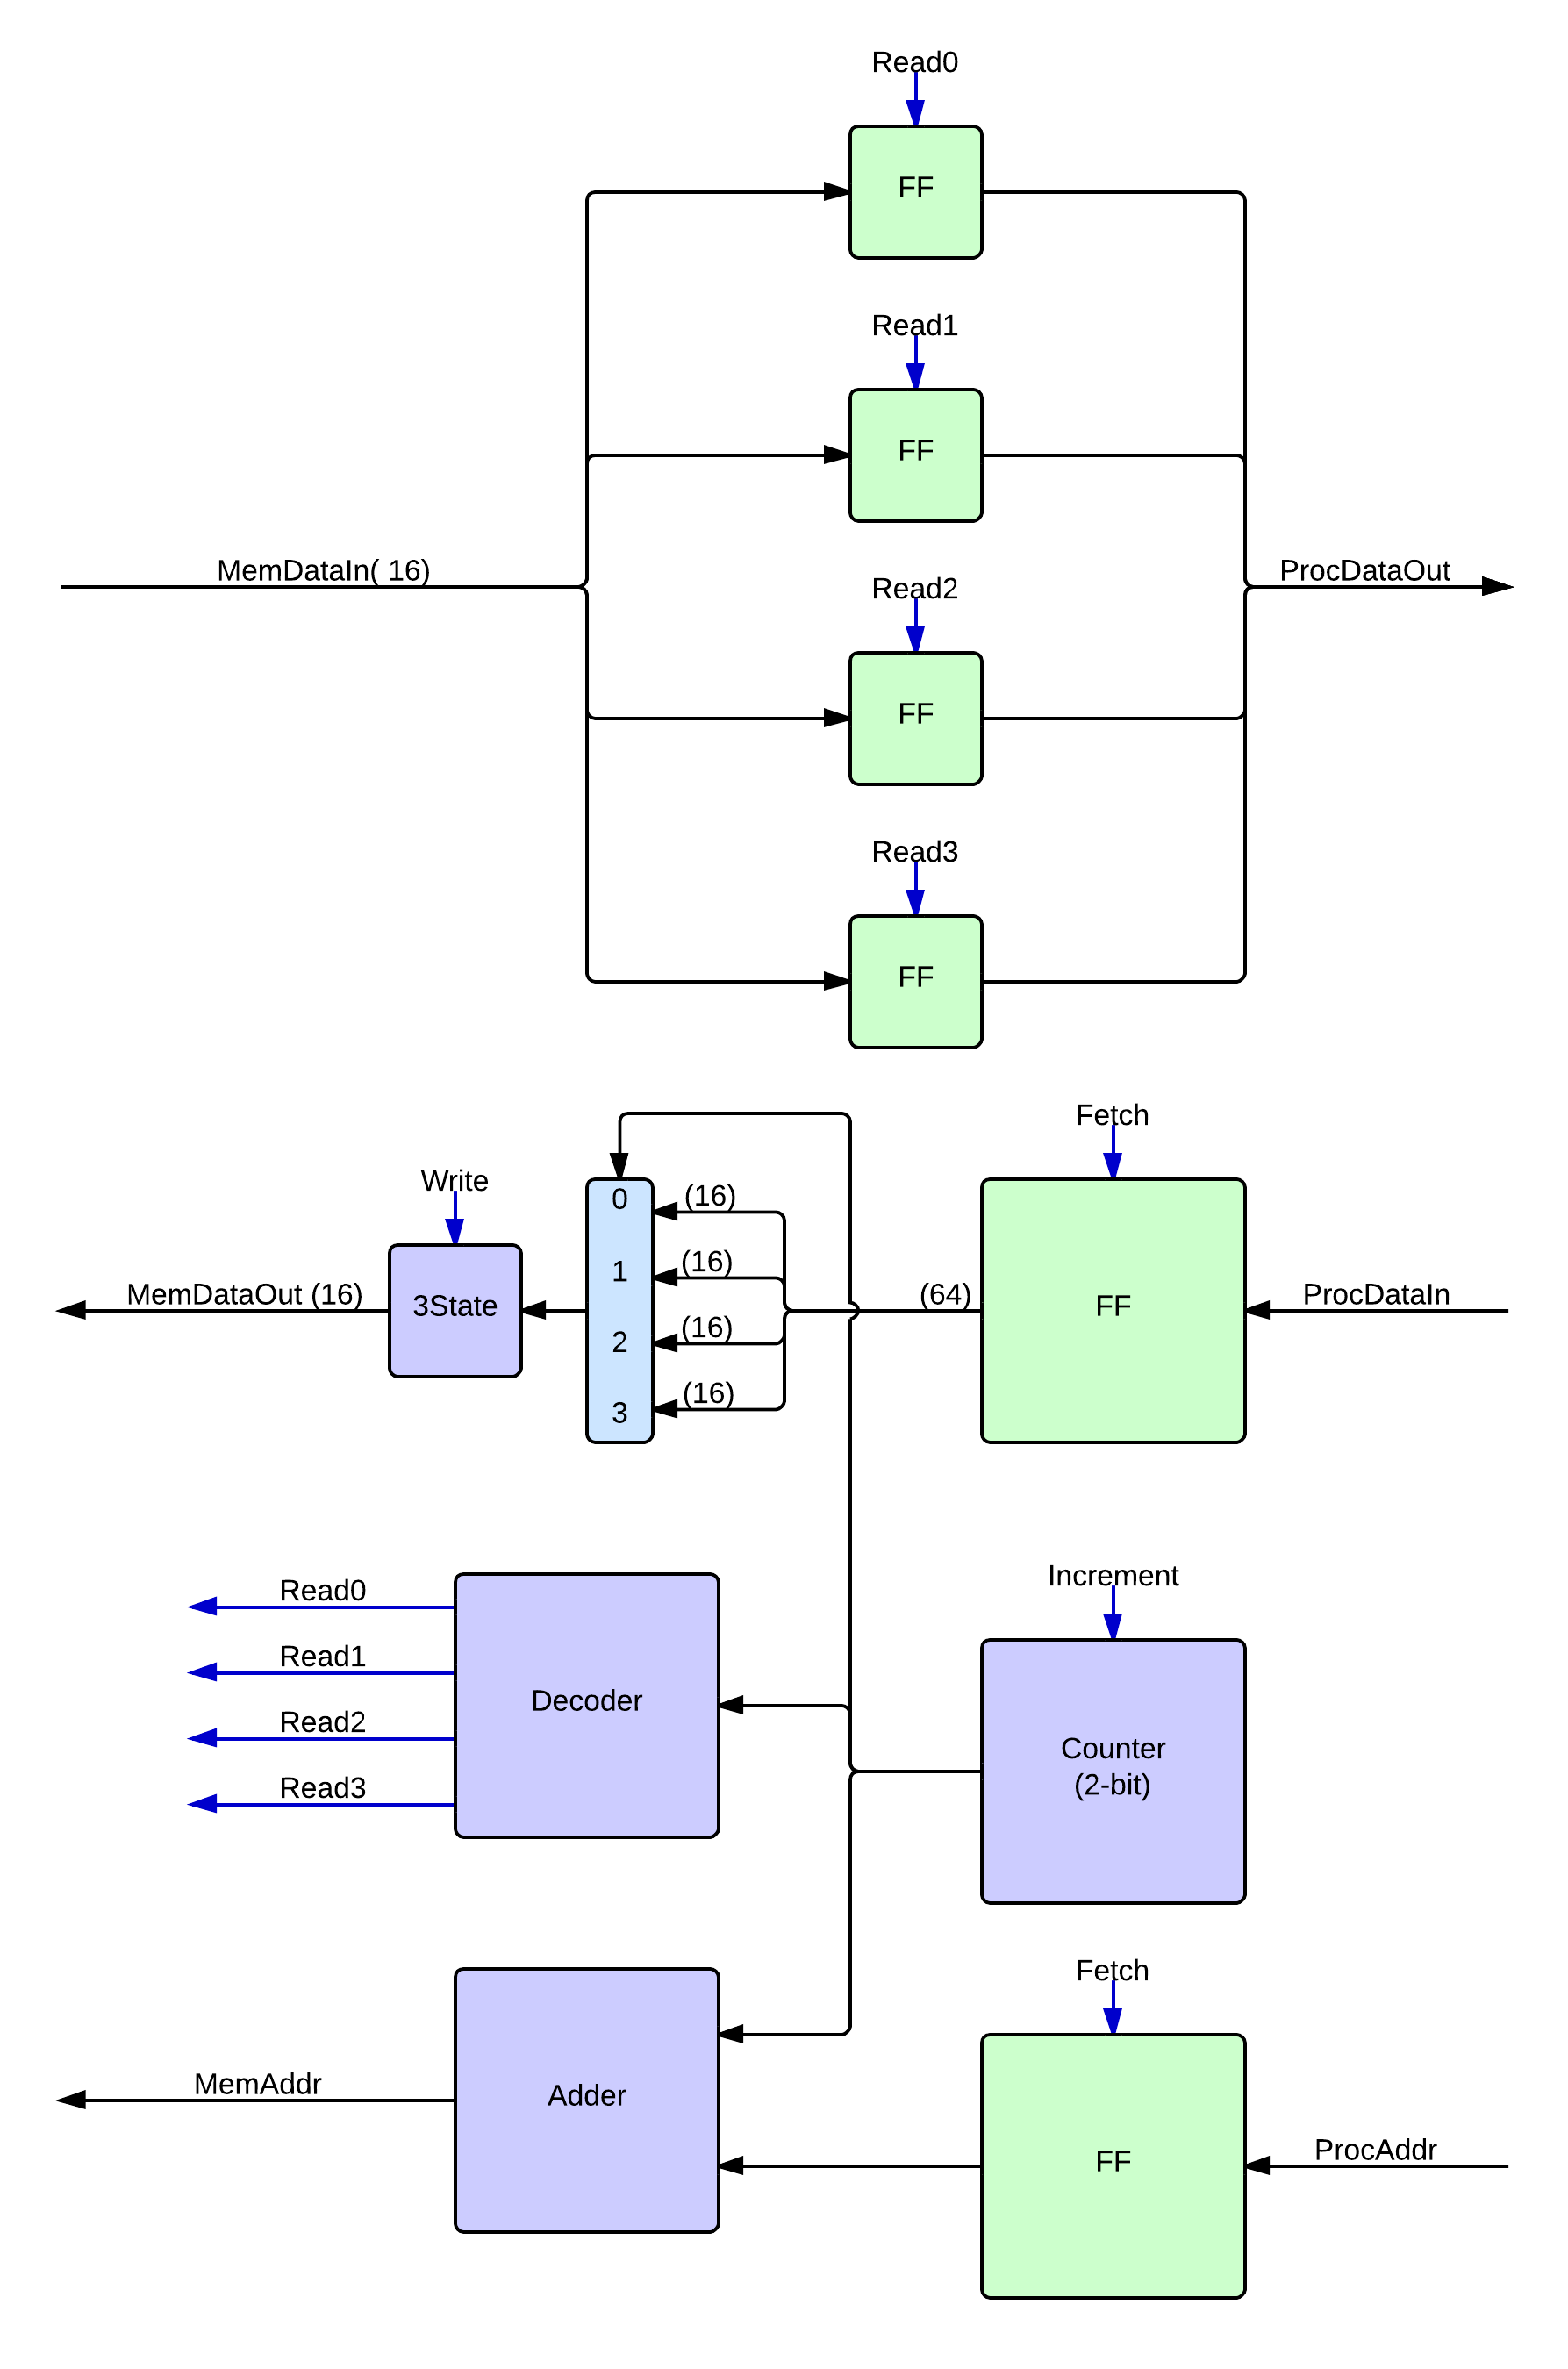 Read0
FF
Read1
FF
MemDataIn( 16)
ProcDataOut
Read2
FF
Read3
FF
Fetch
Write
0
(16)
1
(16)
MemDataOut (16)
3State
(64)
FF
ProcDataIn
2
(16)
3
(16)
Increment
Read0
Read1
Read2
Read3
Decoder
Counter
(2-bit)
Fetch
MemAddr
Adder
FF
ProcAddr